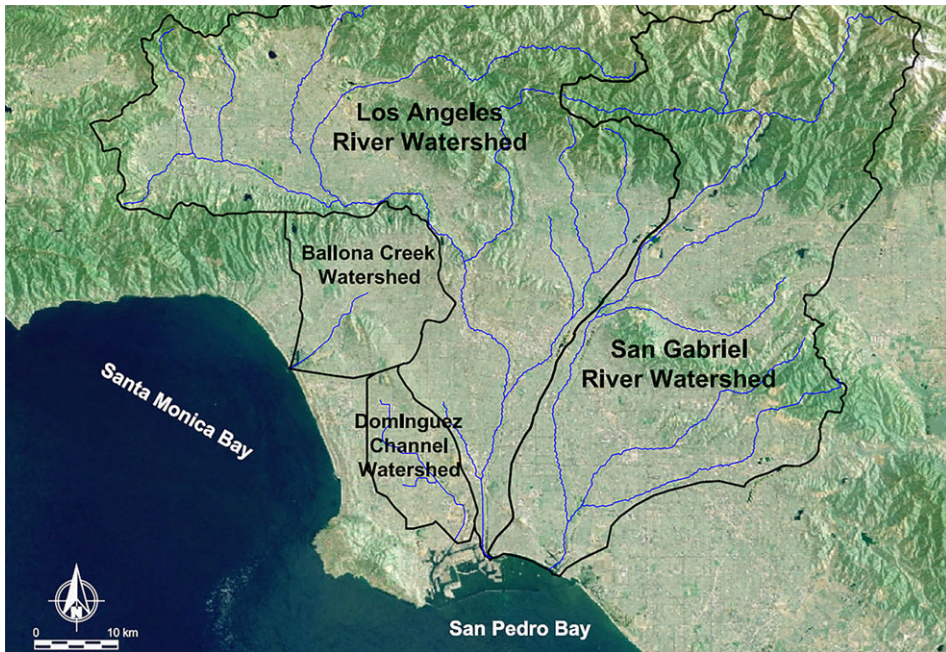 Los Angeles
River Watershed
Ballona Creek
Watershed
San Gabriel
River Watershed
Santa Monica Bay
DomInguez
Channel
Watershed
N
0 10 km
San Pedro Bay